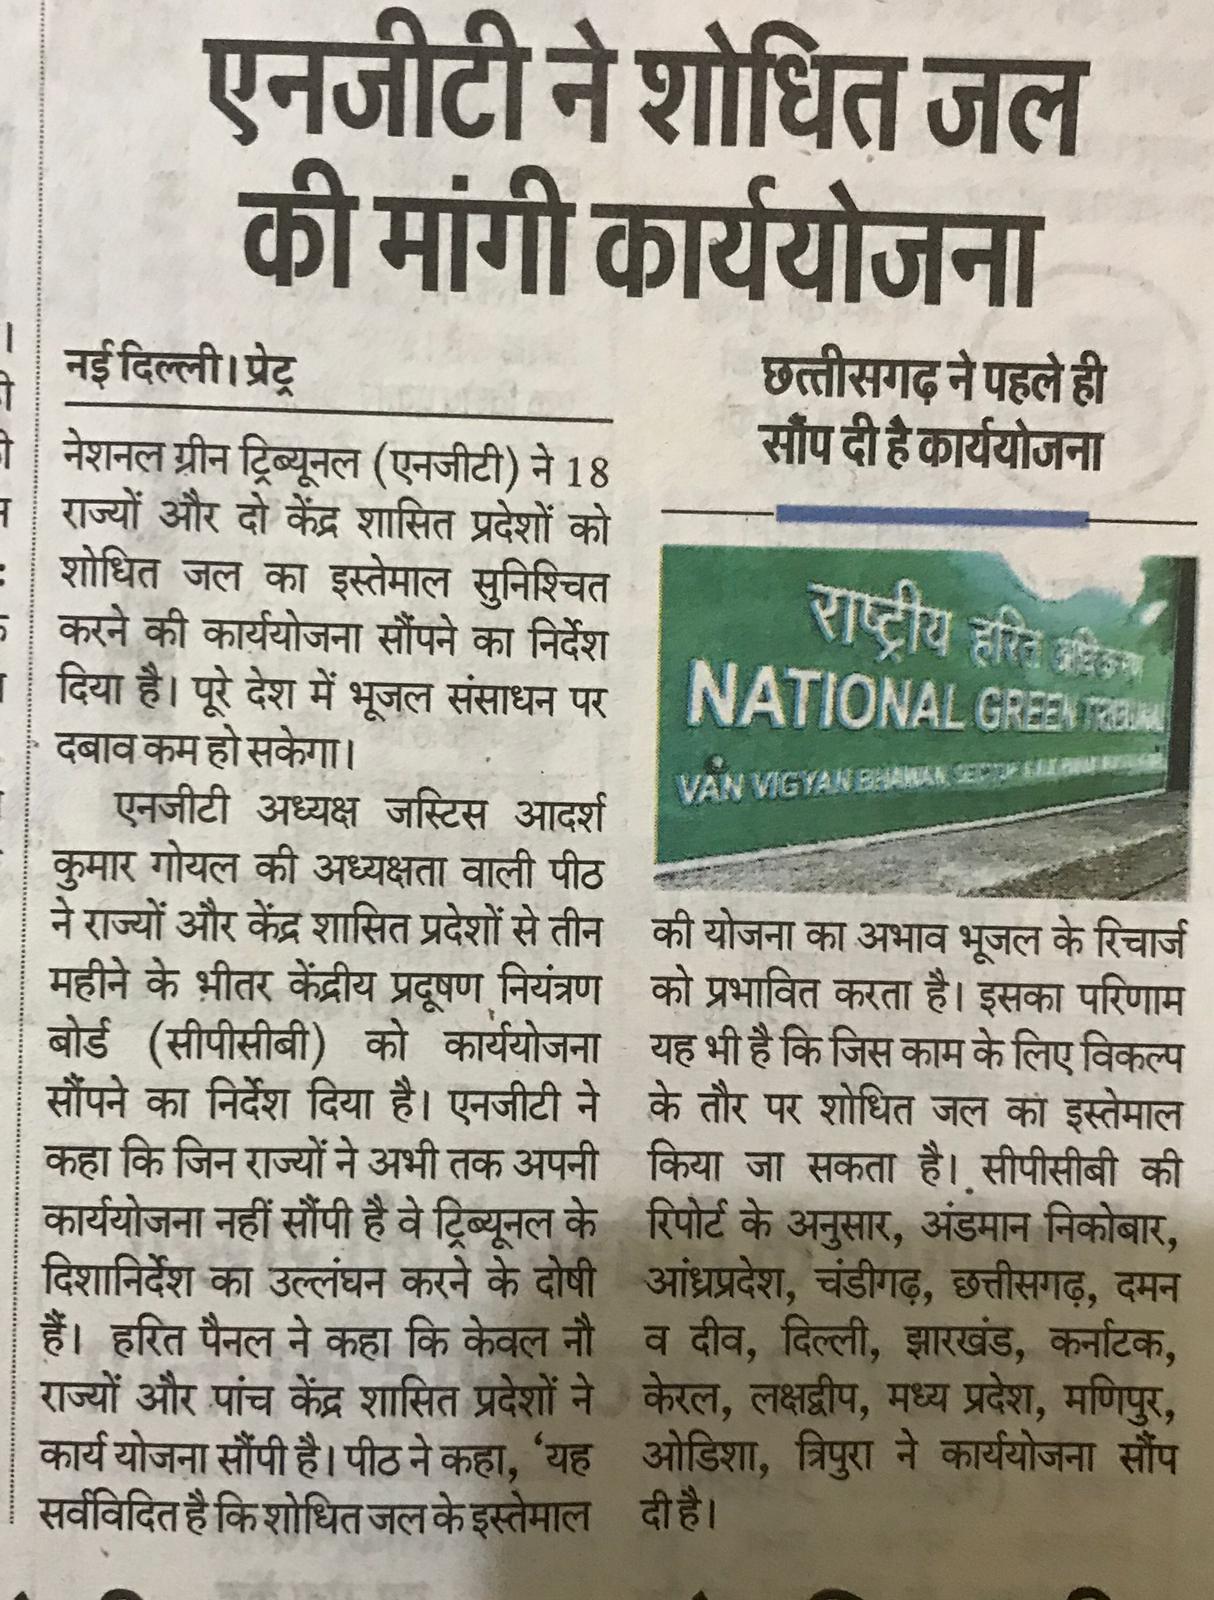 एनजीटी ने शोधित जल
की मांगी कार्ययोजना
नई दिल्ली। प्रेट्र
नेशनल ग्रीन ट्रिब्यूनल (एनजीटी) ने 18
राज्यों और दो केंद्र शासित प्रदेशों को
शोधित जल का इस्तेमाल सुनिश्चित
करने की कार्ययोजना सौंपने का निर्देश
दिया है। पूरे देश में भूजल संसाधन पर
दबाव कम हो सकेगा।
एनजीटी अध्यक्ष जस्टिस आदर्श
कुमार गोयल की अध्यक्षता वाली पीठ
ने राज्यों और केंद्र शासित प्रदेशों से तीन
महीने के भीतर केंद्रीय प्रदूषण नियंत्रण
बोर्ड (सीपीसीबी) को कार्ययोजना
सौंपने का निर्देश दिया है। एनजीटी ने
कहा कि जिन राज्यों ने अभी तक अपनी
कार्ययोजना नहीं सौंपी है वे ट्रिब्यूनल के
दिशानिर्देश का उल्लंघन करने के दोषी
हैं। हरित पैनल ने कहा कि केवल नौ
राज्यों और पांच केंद्र शासित प्रदेशों ने
कार्य योजना सौंपी है। पीठ ने कहा, ‘यह
सर्वविदित है कि शोधित जल के इस्तेमाल
छत्तीसगढ़ ने पहले ही
सौंप दी है कार्ययोजना
राष्ट्रीय हरित अधिकरण
NATIONAL GREEN TRIBUNAL
VAN VIGYAN BHAWAN
की योजना का अभाव भूजल के रिचार्ज
को प्रभावित करता है। इसका परिणाम
यह भी है कि जिस काम के लिए विकल्प
के तौर पर शोधित जल का इस्तेमाल
किया जा सकता है। सीपीसीबी की
रिपोर्ट के अनुसार, अंडमान निकोबार,
आंध्रप्रदेश, चंडीगढ़, छत्तीसगढ़, दमन
व दीव, दिल्ली, झारखंड, कर्नाटक,
केरल, लक्षद्वीप, मध्य प्रदेश, मणिपुर,
ओडिशा, त्रिपुरा ने कार्ययोजना सौंप
दी है।